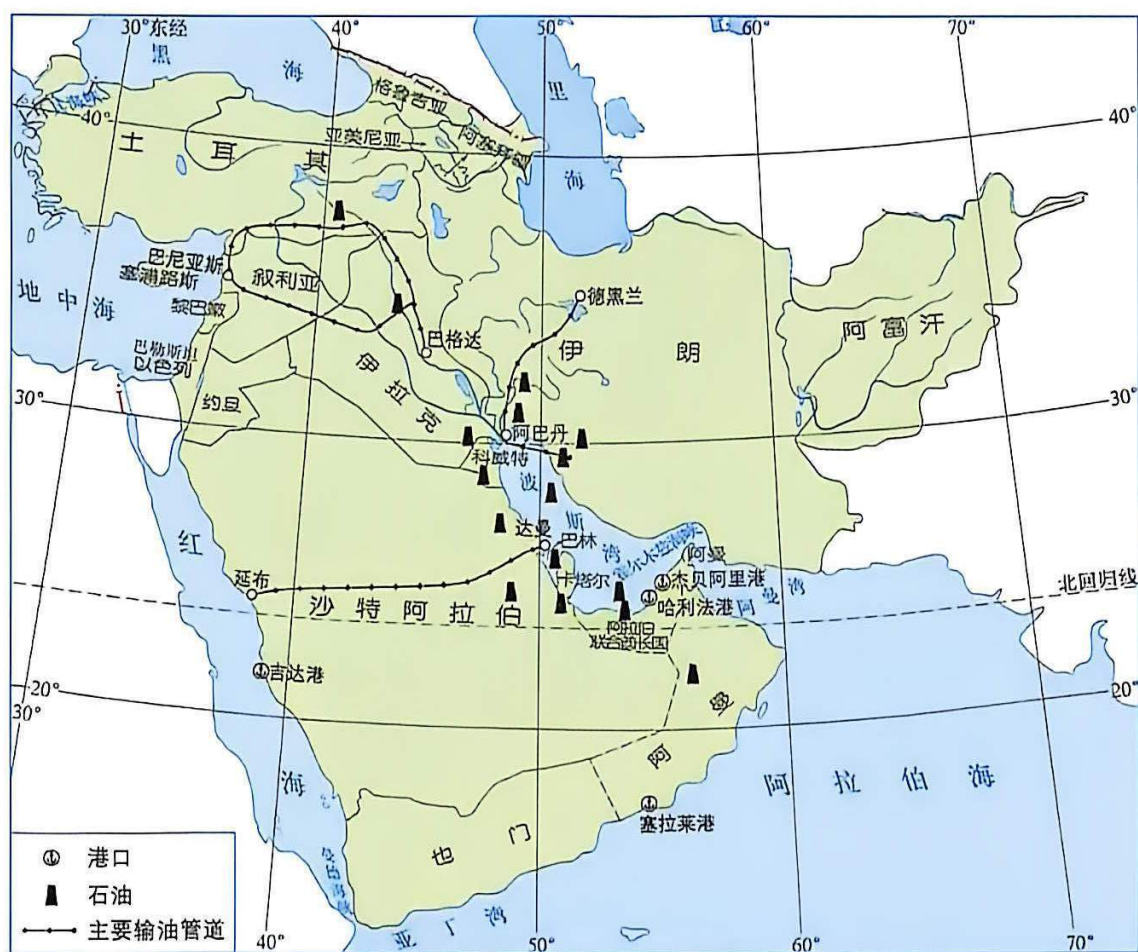 30°东经
40°
50°
60°
70°
黑
海
里
海
格鲁吉亚
亚美尼亚
阿塞拜疆
40°
40°
土耳其
巴尼亚斯
塞浦路斯
叙利亚
黎巴嫩
地中海
德黑兰
巴格达
伊朗
阿富汗
巴勒斯坦
以色列
伊拉克
约旦
30°
30°
阿巴丹
科威特
波斯湾
达曼
巴林
红
海
延布
卡塔尔
阿曼
杰贝阿里港
哈利法港
阿曼湾
北回归线
沙特阿拉伯
阿拉伯
联合酋长国
吉达港
20°
20°
30°
阿曼
阿拉伯海
塞拉莱港
也门
亚丁湾
40°
50°
60°
70°
港口
石油
主要输油管道